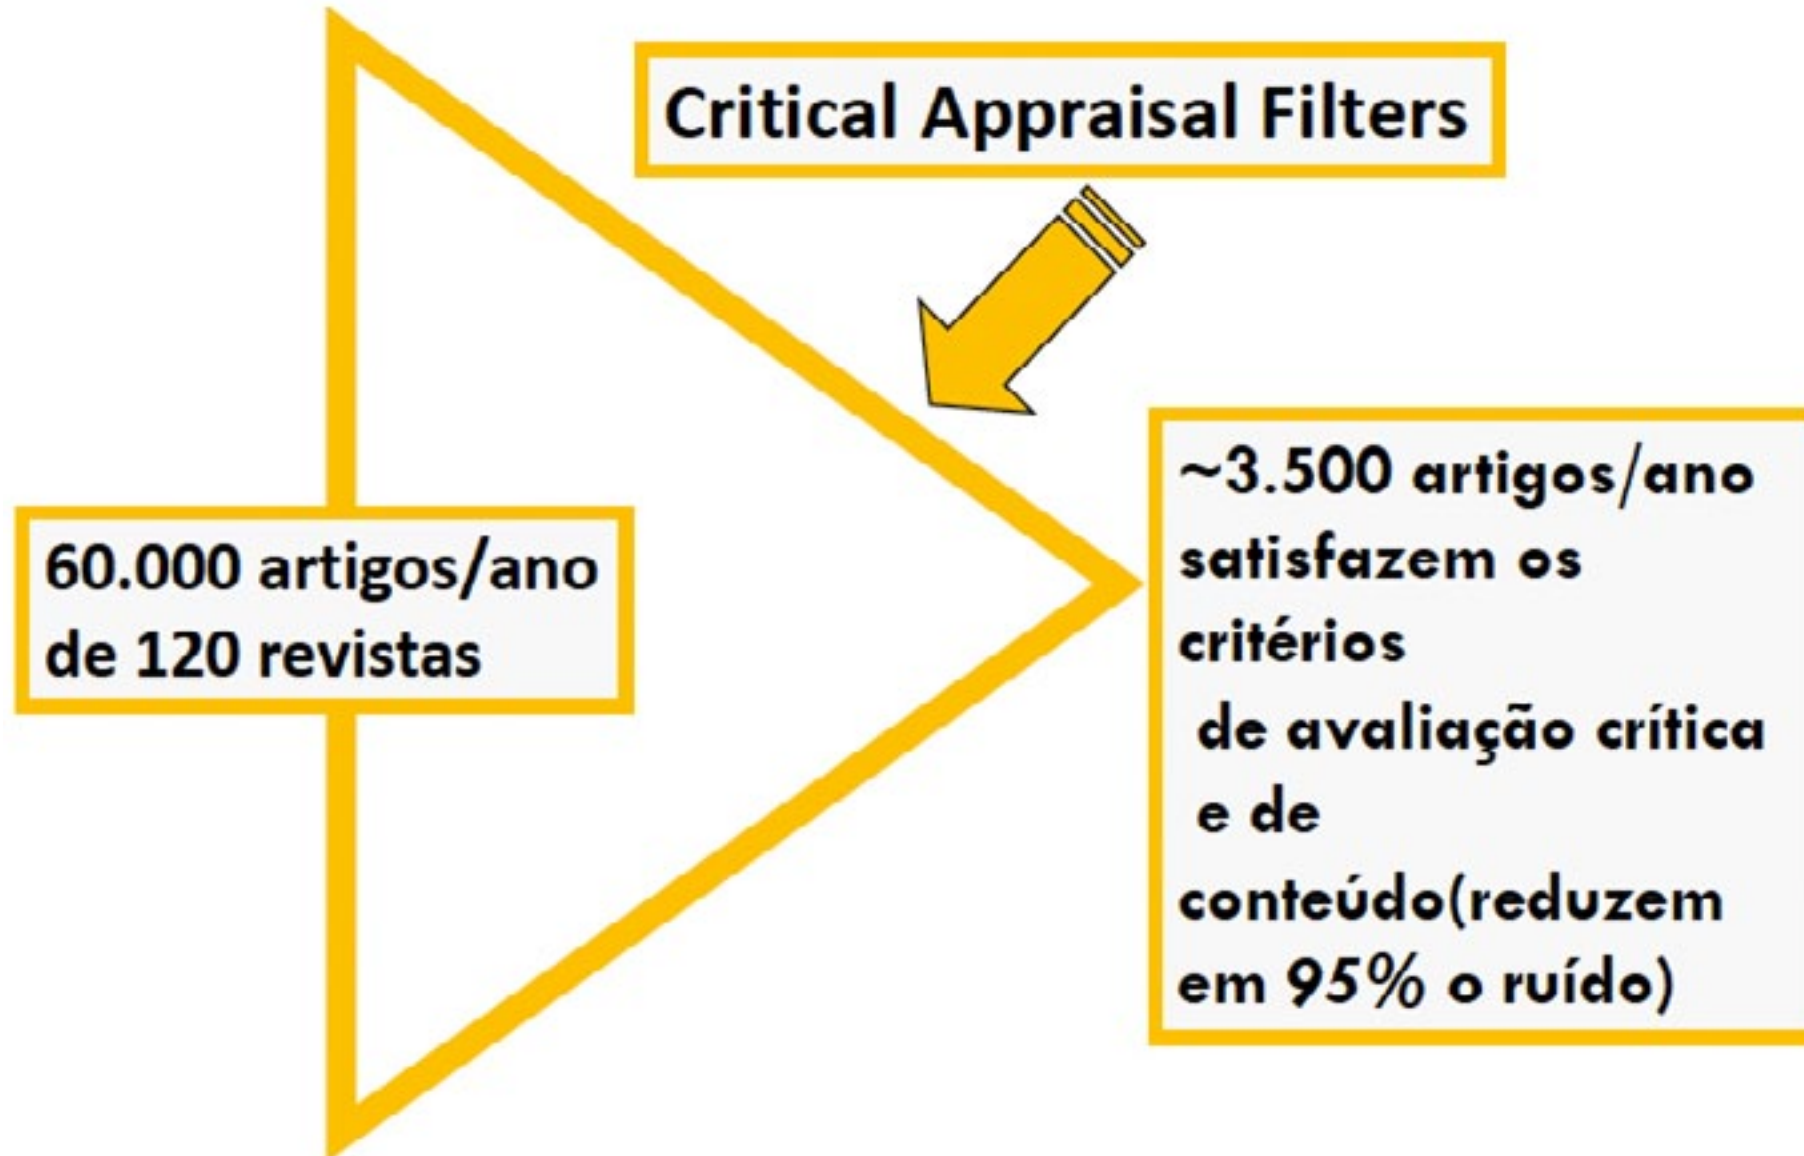 Critical Appraisal Filters
60.000 artigos/ano
de 120 revistas
~3.500 artigos/ano
satisfazem os
critérios
de avaliação crítica
e de
conteúdo(reduzem
em 95% o ruído)